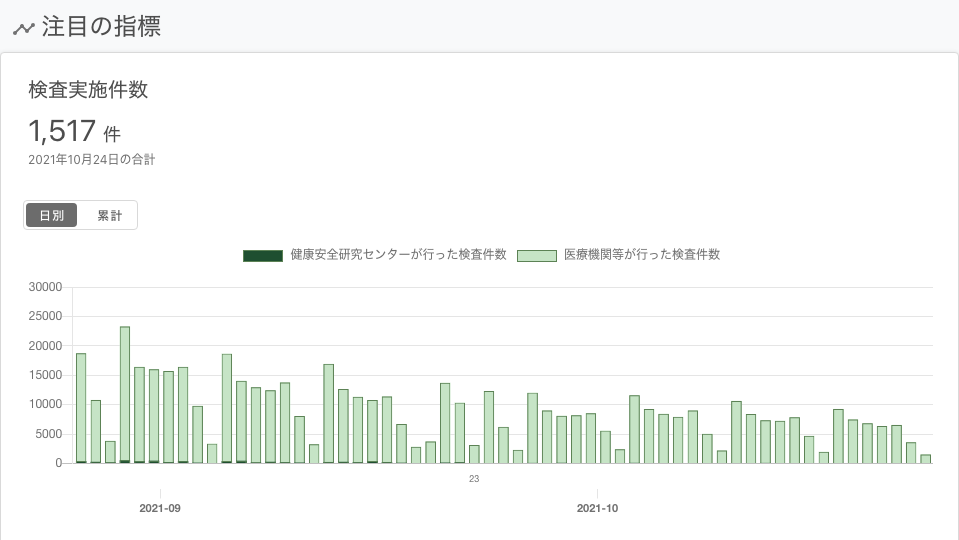 注目の指標
検査実施件数
1,517 件
2021年10月24日の合計
日別 累計
健康安全研究センターが行った検査件数 医療機関等が行った検査件数
30000
25000
20000
15000
10000
5000
0
23
2021-09 2021-10